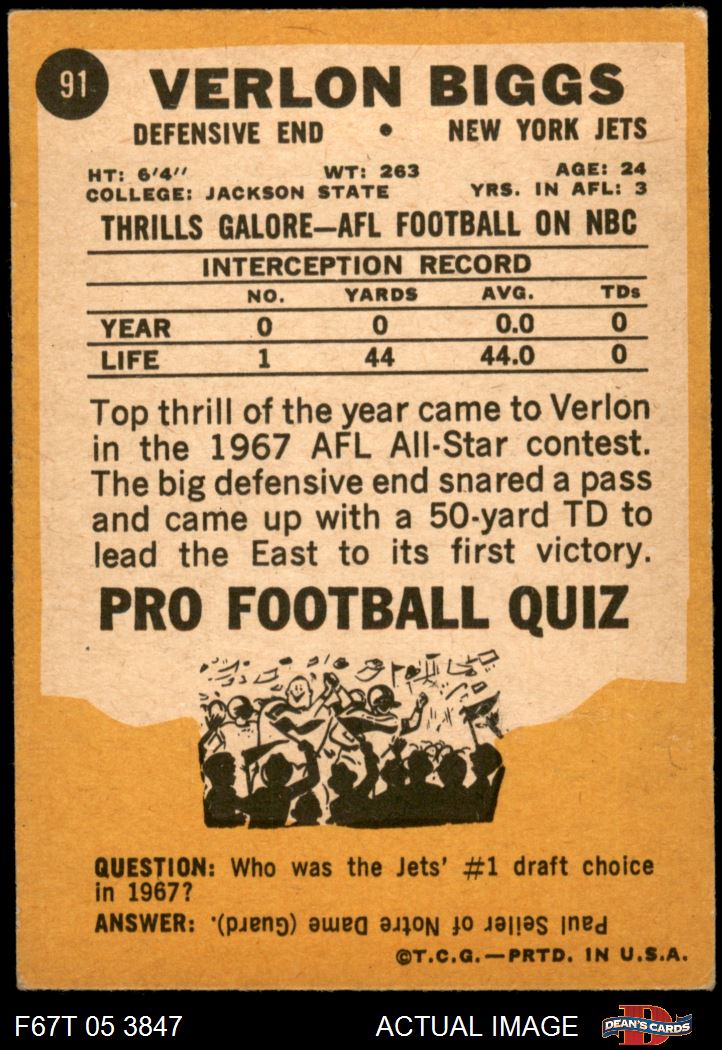 91
VERLON BIGGS
DEFENSIVE END • NEW YORK JETS
HT: 6'4" WT: 263 AGE: 24
COLLEGE: JACKSON STATE YRS. IN AFL: 3
THRILLS GALORE—AFL FOOTBALL ON NBC
INTERCEPTION RECORD
NO. YARDS AVG. TDs
YEAR 0 0 0.0 0
LIFE 1 44 44.0 0
Top thrill of the year came to Verlon
in the 1967 AFL All-Star contest.
The big defensive end snared a pass
and came up with a 50-yard TD to
lead the East to its first victory.
PRO FOOTBALL QUIZ
QUESTION: Who was the Jets' #1 draft choice
in 1967?
ANSWER: Paul Seiler of Notre Dame (Guard).
©T.C.G.—PRTD. IN U.S.A.
F67T 05 3847 ACTUAL IMAGE D DEAN'S CARDS